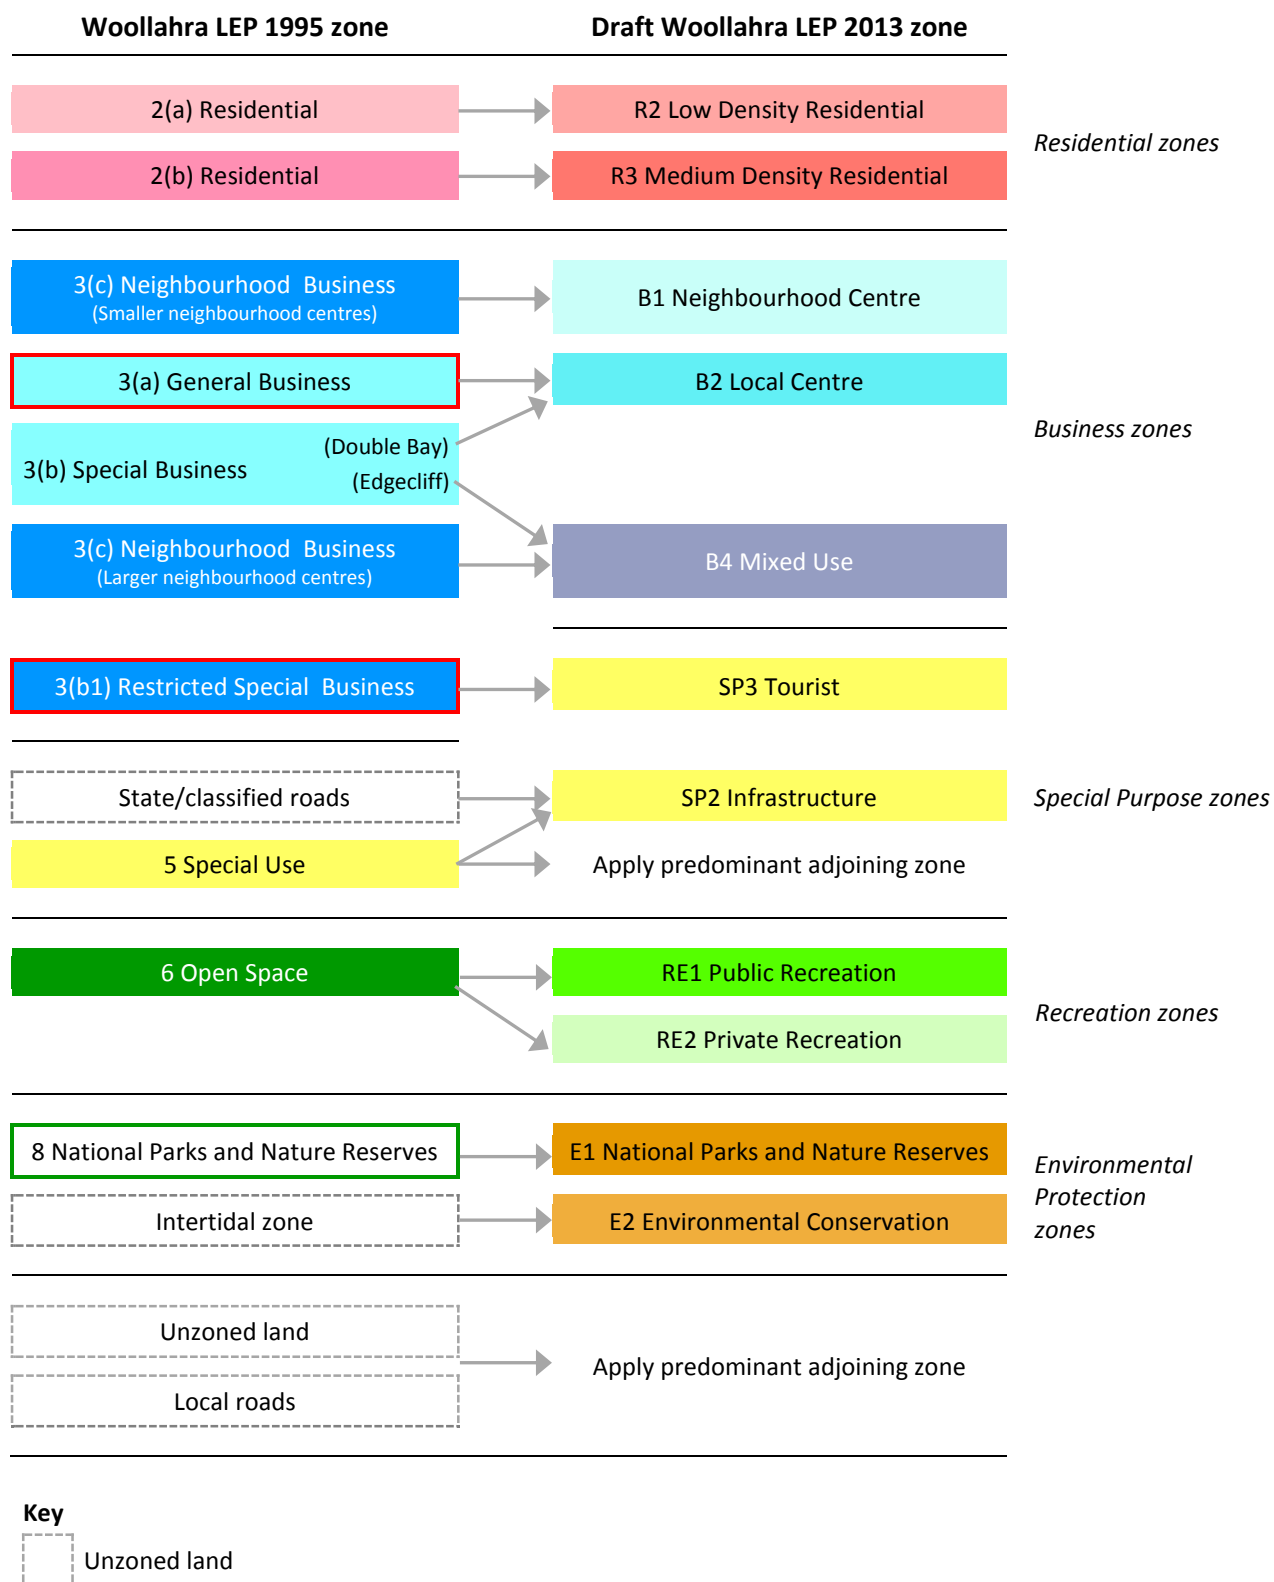 Woollahra LEP 1995 zone
Draft Woollahra LEP 2013 zone
2(a) Residential
R2 Low Density Residential
Residential zones
2(b) Residential
R3 Medium Density Residential
3(c) Neighbourhood Business
(Smaller neighbourhood centres)
B1 Neighbourhood Centre
3(a) General Business
B2 Local Centre
Business zones
3(b) Special Business
(Double Bay)
(Edgecliff)
3(c) Neighbourhood Business
(Larger neighbourhood centres)
B4 Mixed Use
3(b1) Restricted Special Business
SP3 Tourist
State/classified roads
SP2 Infrastructure
Special Purpose zones
5 Special Use
Apply predominant adjoining zone
6 Open Space
RE1 Public Recreation
Recreation zones
RE2 Private Recreation
8 National Parks and Nature Reserves
E1 National Parks and Nature Reserves
Environmental
Protection
zones
Intertidal zone
E2 Environmental Conservation
Unzoned land
Apply predominant adjoining zone
Local roads
Key
Unzoned land